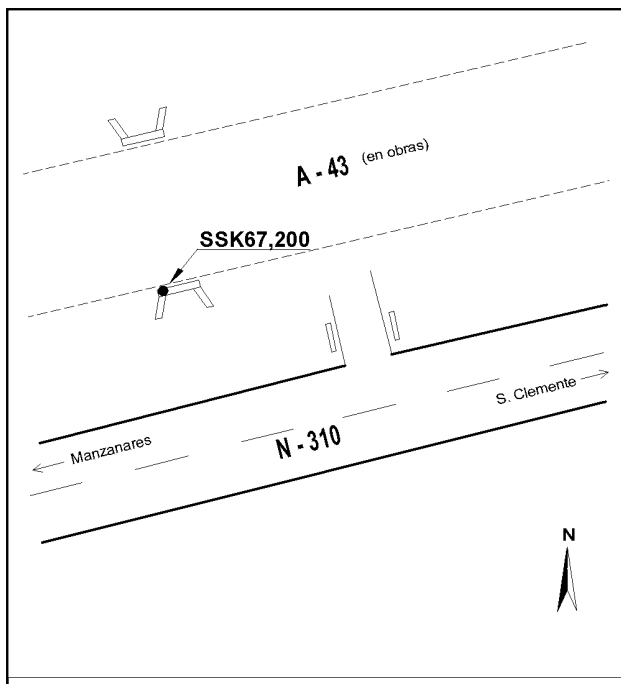 A - 43 (en obras)
SSK67,200
S. Clemente
Manzanares
N - 310
N